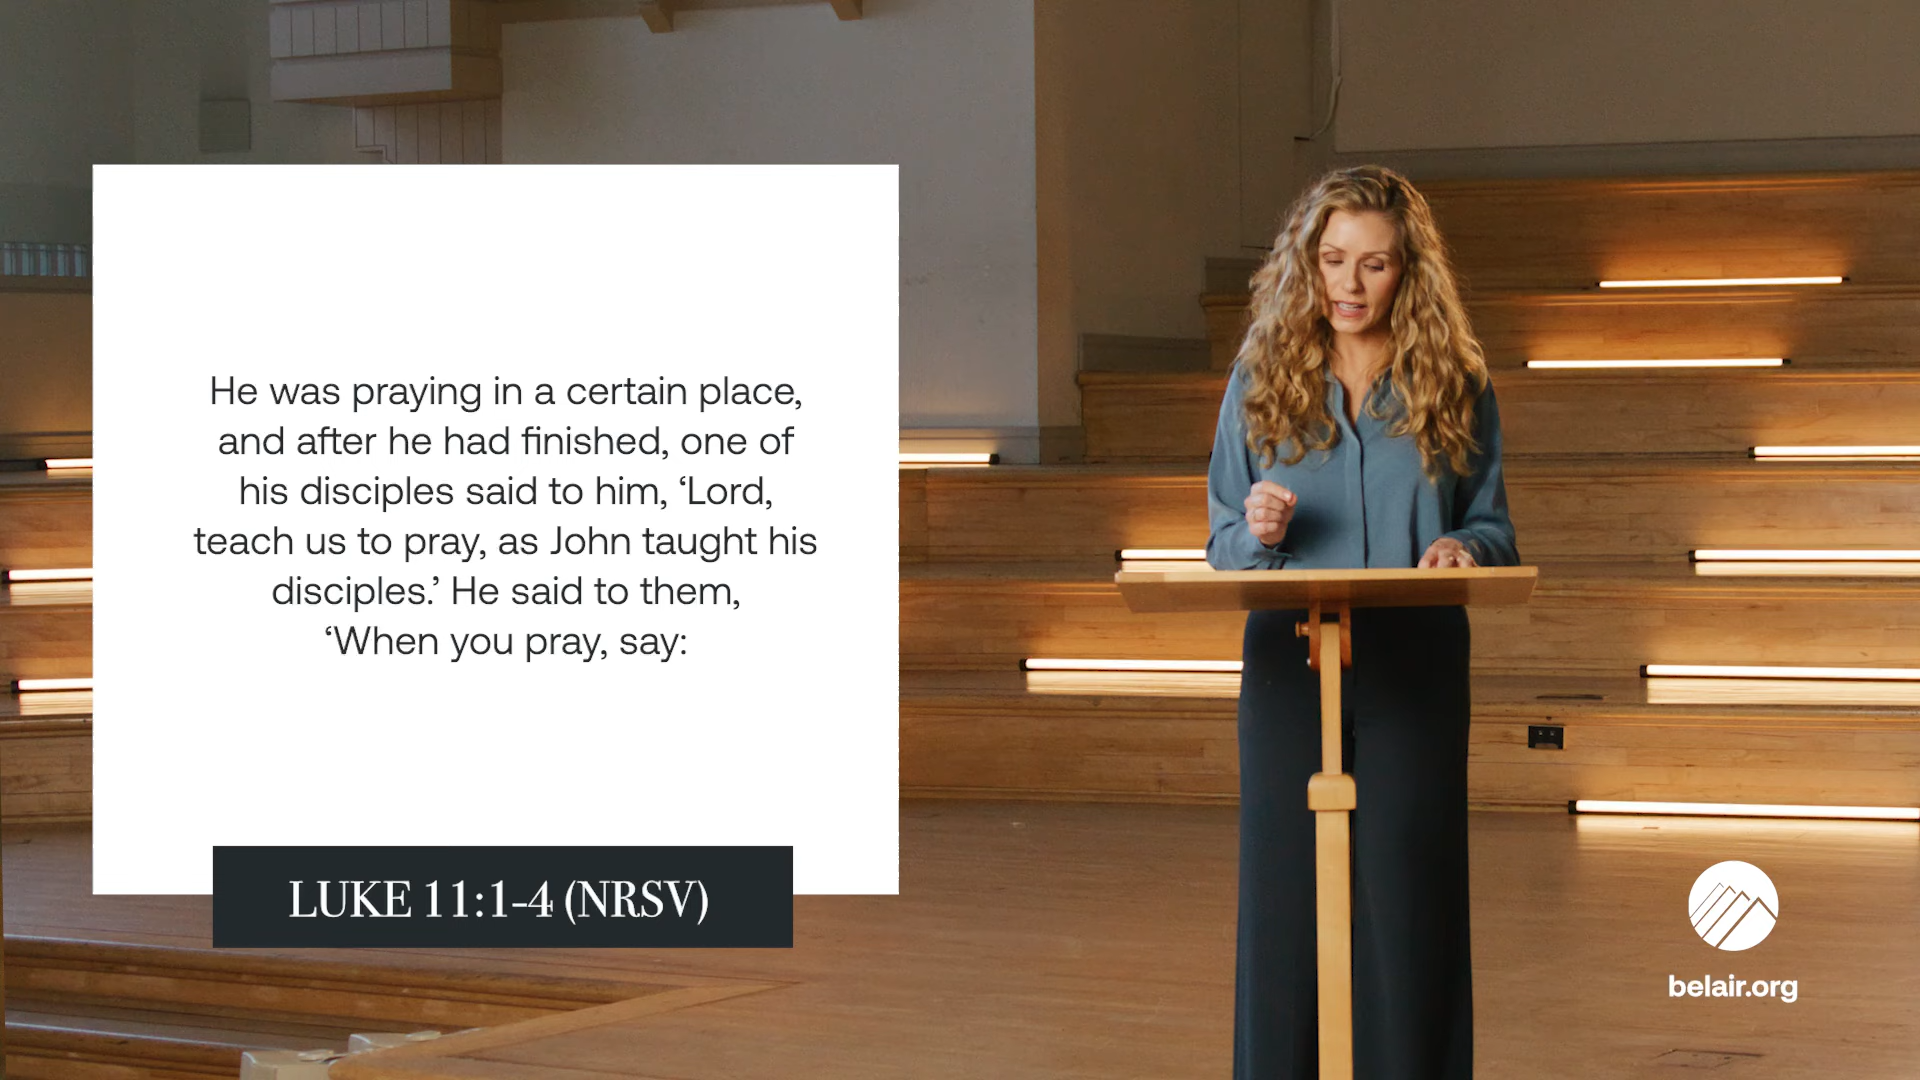 He was praying in a certain place,
and after he had finished, one of
his disciples said to him, ‘Lord,
teach us to pray, as John taught his
disciples.’ He said to them,
‘When you pray, say:
LUKE 11:1-4 (NRSV)
belair.org